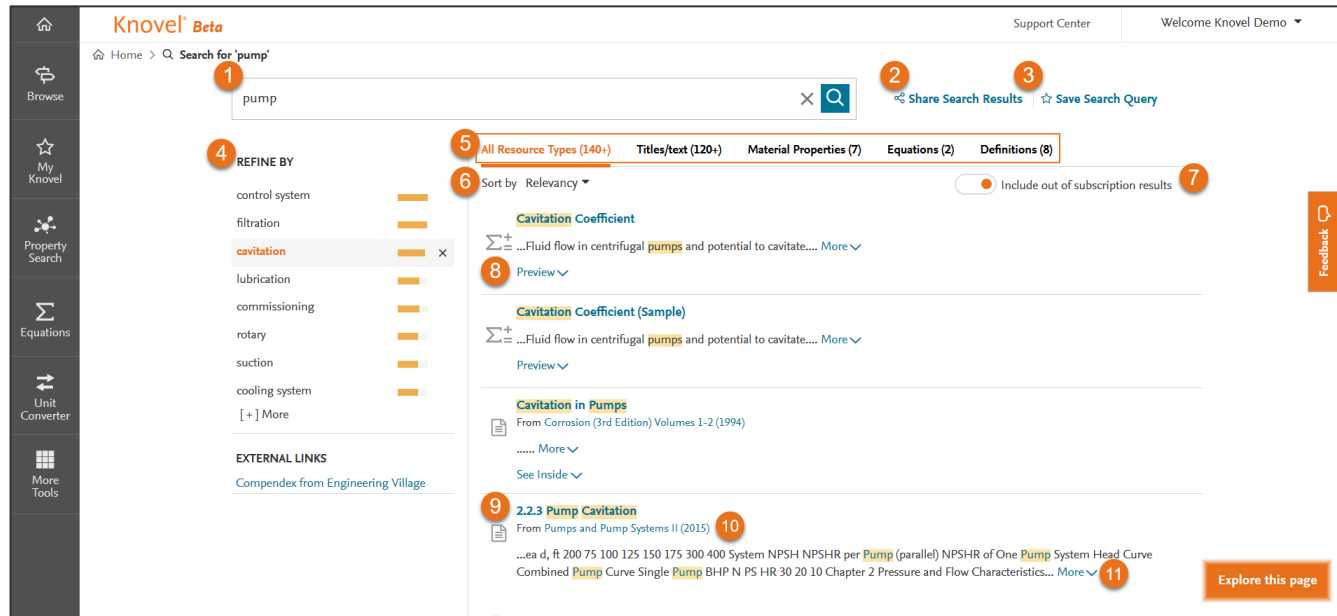 Knovel® Beta
Support Center
Welcome Knovel Demo
Home > Search for 'pump'
Browse
My
Knovel
Property
Search
Equations
Unit
Converter
More
Tools
1
pump
2
Share Search Results
3
Save Search Query
4
REFINE BY
control system
filtration
cavitation
lubrication
commissioning
rotary
suction
cooling system
[+] More
EXTERNAL LINKS
Compendex from Engineering Village
5
All Resource Types (140+) Titles/text (120+) Material Properties (7) Equations (2) Definitions (8)
6
Sort by Relevancy
Include out of subscription results
7
Cavitation Coefficient
...Fluid flow in centrifugal pumps and potential to cavitate.... More
8
Preview
Cavitation Coefficient (Sample)
...Fluid flow in centrifugal pumps and potential to cavitate.... More
Preview
Cavitation in Pumps
From Corrosion (3rd Edition) Volumes 1-2 (1994)
...... More
See Inside
9
2.2.3 Pump Cavitation
From Pumps and Pump Systems II (2015)
10
...ea d, ft 200 75 100 125 150 175 300 400 System NPSH NPSHR per Pump (parallel) NPSHR of One Pump System Head Curve
Combined Pump Curve Single Pump BHP N PS HR 30 20 10 Chapter 2 Pressure and Flow Characteristics... More
11
Feedback
Explore this page